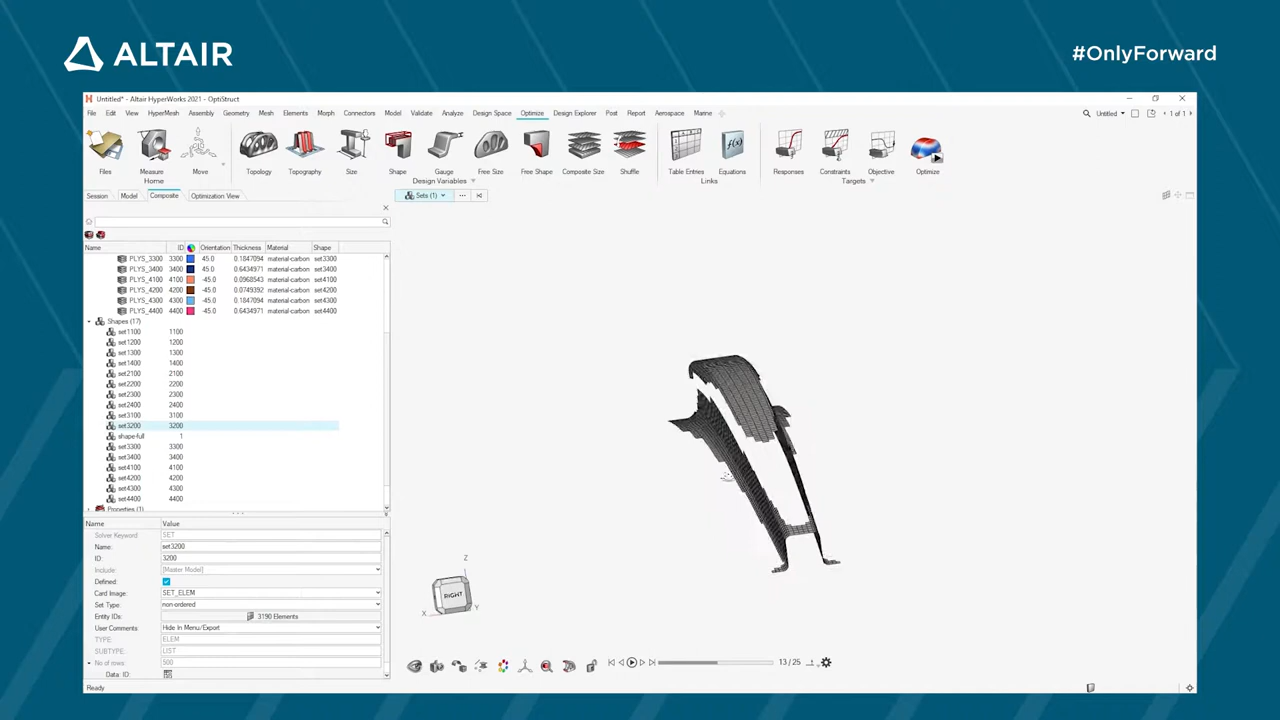 ALTAIR
#OnlyForward
Untitled* - Altair HyperWorks 2021 - OptiStruct
File Edit View HyperMesh Assembly Geometry Mesh Elements Morph Connectors Model Validate Analyze Design Space Optimize Design Explorer Post Report Aerospace Marine
Untitled 1 of 1
Files Measure Move Topology Topography Size Shape Gauge Free Size Free Shape Composite Size Shuffle Table Entries Equations Responses Constraints Objective Optimize
Home Design Variables Links Targets
Session Model Composite Optimization View
Sets (1)
Name ID Orientation Thickness Material Shape
PLYS_3300 3300 45.0 0.1847094 material-carbon set3300
PLYS_3400 3400 45.0 0.6434971 material-carbon set3400
PLYS_4100 4100 -45.0 0.0968543 material-carbon set4100
PLYS_4200 4200 -45.0 0.0749392 material-carbon set4200
PLYS_4300 4300 -45.0 0.1847094 material-carbon set4300
PLYS_4400 4400 -45.0 0.6434971 material-carbon set4400
Shapes (17)
set1100 1100
set1200 1200
set1300 1300
set1400 1400
set2100 2100
set2200 2200
set2300 2300
set2400 2400
set3100 3100
set3200 3200
shape-full 1
set3300 3300
set3400 3400
set4100 4100
set4200 4200
set4300 4300
set4400 4400
Properties (1)
Name Value
Solver Keyword SET
Name: set3200
ID: 3200
Include: [Master Model]
Defined:
Card Image: SET_ELEM
Set Type: non-ordered
Entity IDs: 3190 Elements
User Comments: Hide In Menu/Export
TYPE: ELEM
SUBTYPE: LIST
No of rows: 500
Data: ID
Z
RIGHT
X Y
13 / 25
Ready